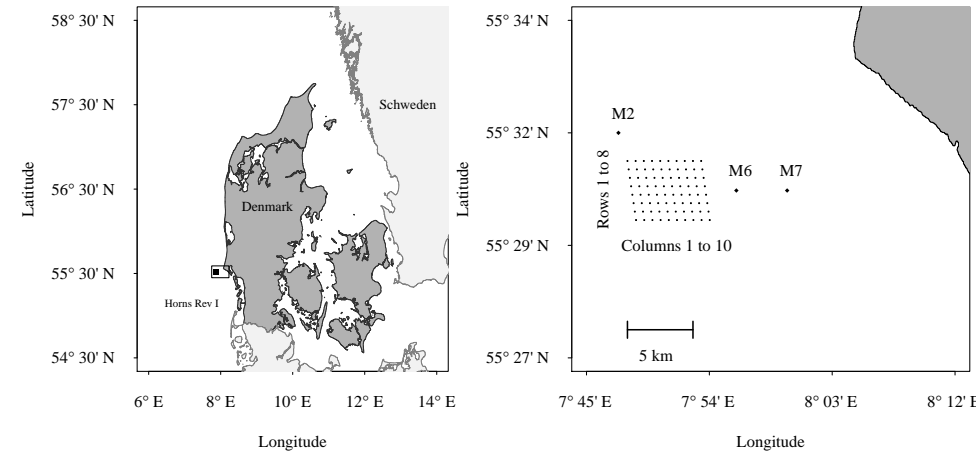 58° 30' N
57° 30' N
56° 30' N
55° 30' N
54° 30' N
Latitude
Schweden
Denmark
Horns Rev I
6° E
8° E
10° E
12° E
14° E
Longitude
55° 34' N
55° 32' N
55° 29' N
55° 27' N
Latitude
M2
M6
M7
Rows 1 to 8
Columns 1 to 10
5 km
7° 45' E
7° 54' E
8° 03' E
8° 12' E
Longitude